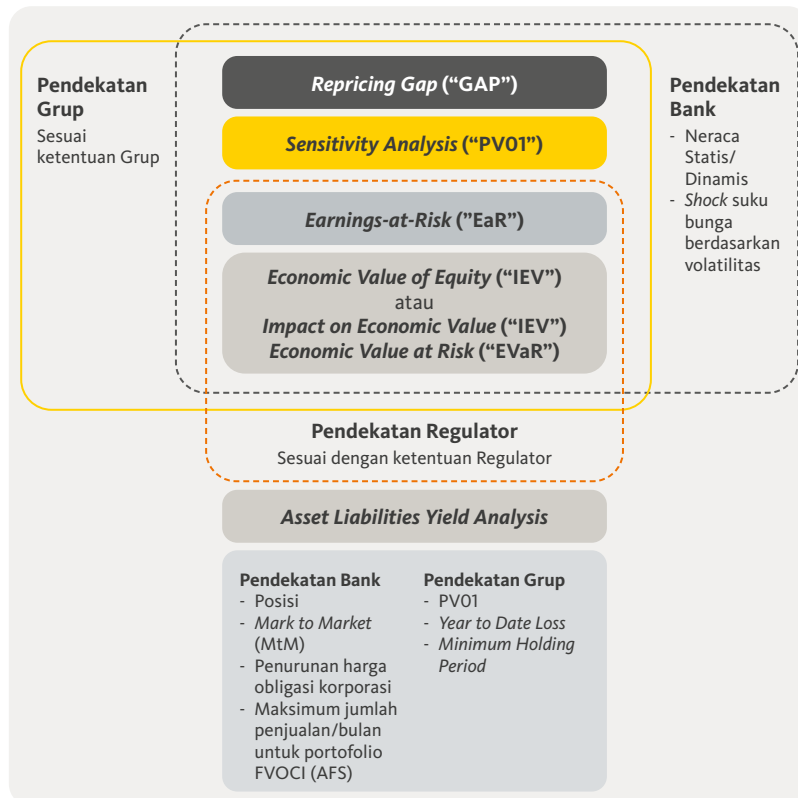 Pendekatan
Grup
Sesuai
ketentuan Grup
Repricing Gap (“GAP”)
Sensitivity Analysis (“PV01”)
Earnings-at-Risk (”EaR”)
Economic Value of Equity (“IEV”)
atau
Impact on Economic Value (“IEV”)
Economic Value at Risk (“EVaR”)
Pendekatan
Bank
- Neraca
Statis/
Dinamis
- Shock suku
bunga
berdasarkan
volatilitas
Pendekatan Regulator
Sesuai dengan ketentuan Regulator
Asset Liabilities Yield Analysis
Pendekatan Bank
- Posisi
- Mark to Market
(MtM)
- Penurunan harga
obligasi korporasi
- Maksimum jumlah
penjualan/bulan
untuk portofolio
FVOCI (AFS)
Pendekatan Grup
- PV01
- Year to Date Loss
- Minimum Holding
Period